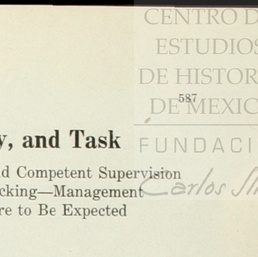 CENTRO D
ESTUDIOS
DE HISTOR
DE MEXIC
587
FUNDACI
Carlos Sli
y, and Task
nd Competent Supervision
cking—Management
re to Be Expected